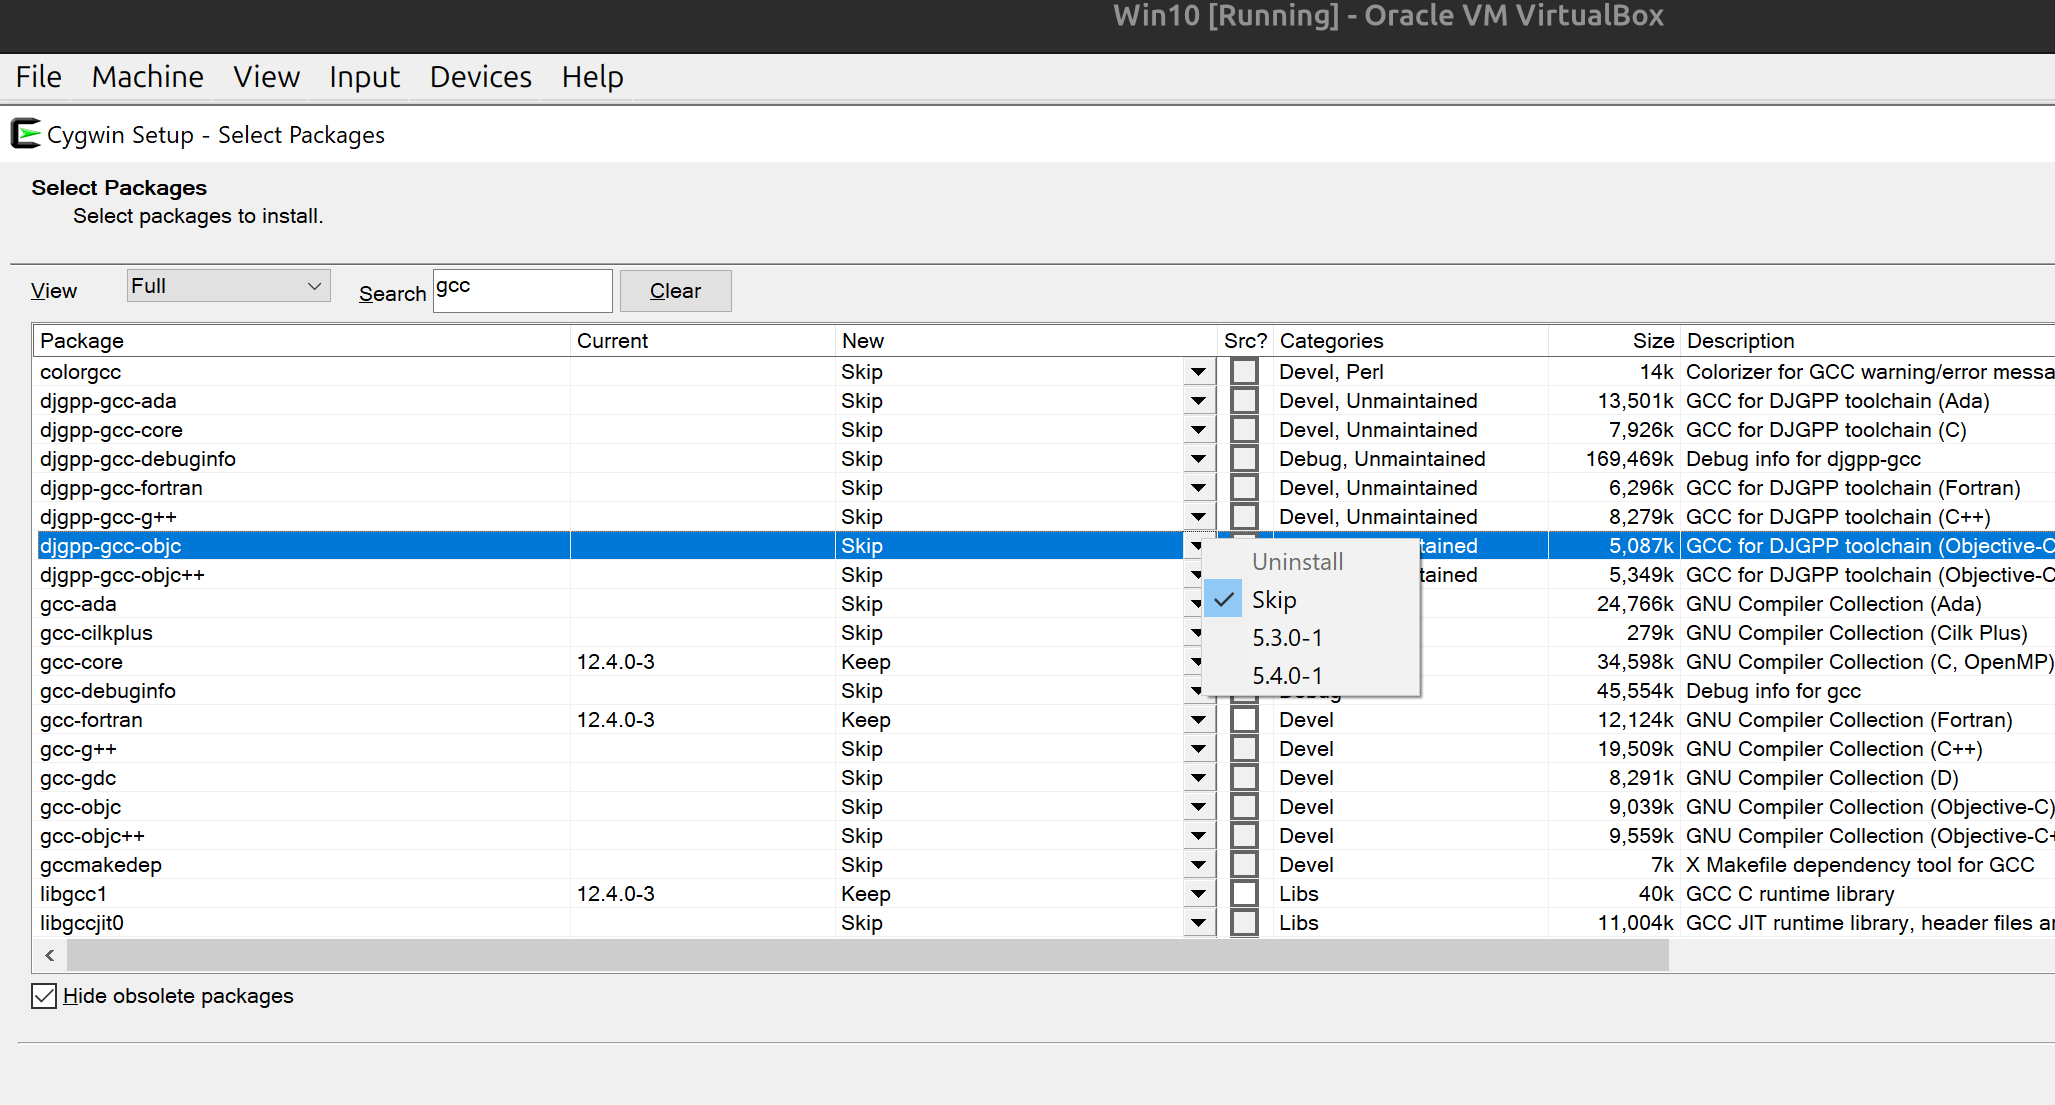 Win10 [Running] - Oracle VM VirtualBox
File Machine View Input Devices Help
Cygwin Setup - Select Packages
Select Packages
Select packages to install.
View Full Search gcc Clear
Package Current New Src? Categories Size Description
colorgcc Skip Devel, Perl 14k Colorizer for GCC warning/error messa
djgpp-gcc-ada Skip Devel, Unmaintained 13,501k GCC for DJGPP toolchain (Ada)
djgpp-gcc-core Skip Devel, Unmaintained 7,926k GCC for DJGPP toolchain (C)
djgpp-gcc-debuginfo Skip Debug, Unmaintained 169,469k Debug info for djgpp-gcc
djgpp-gcc-fortran Skip Devel, Unmaintained 6,296k GCC for DJGPP toolchain (Fortran)
djgpp-gcc-g++ Skip Devel, Unmaintained 8,279k GCC for DJGPP toolchain (C++)
djgpp-gcc-objc Skip tained 5,087k GCC for DJGPP toolchain (Objective-C
Uninstall
djgpp-gcc-objc++ Skip tained 5,349k GCC for DJGPP toolchain (Objective-C
Skip
gcc-ada Skip 24,766k GNU Compiler Collection (Ada)
gcc-cilkplus Skip 279k GNU Compiler Collection (Cilk Plus)
5.3.0-1
gcc-core 12.4.0-3 Keep 34,598k GNU Compiler Collection (C, OpenMP)
5.4.0-1
gcc-debuginfo Skip Debug 45,554k Debug info for gcc
gcc-fortran 12.4.0-3 Keep Devel 12,124k GNU Compiler Collection (Fortran)
gcc-g++ Skip Devel 19,509k GNU Compiler Collection (C++)
gcc-gdc Skip Devel 8,291k GNU Compiler Collection (D)
gcc-objc Skip Devel 9,039k GNU Compiler Collection (Objective-C)
gcc-objc++ Skip Devel 9,559k GNU Compiler Collection (Objective-C+
gccmakedep Skip Devel 7k X Makefile dependency tool for GCC
libgcc1 12.4.0-3 Keep Libs 40k GCC C runtime library
libgccjit0 Skip Libs 11,004k GCC JIT runtime library, header files a
Hide obsolete packages